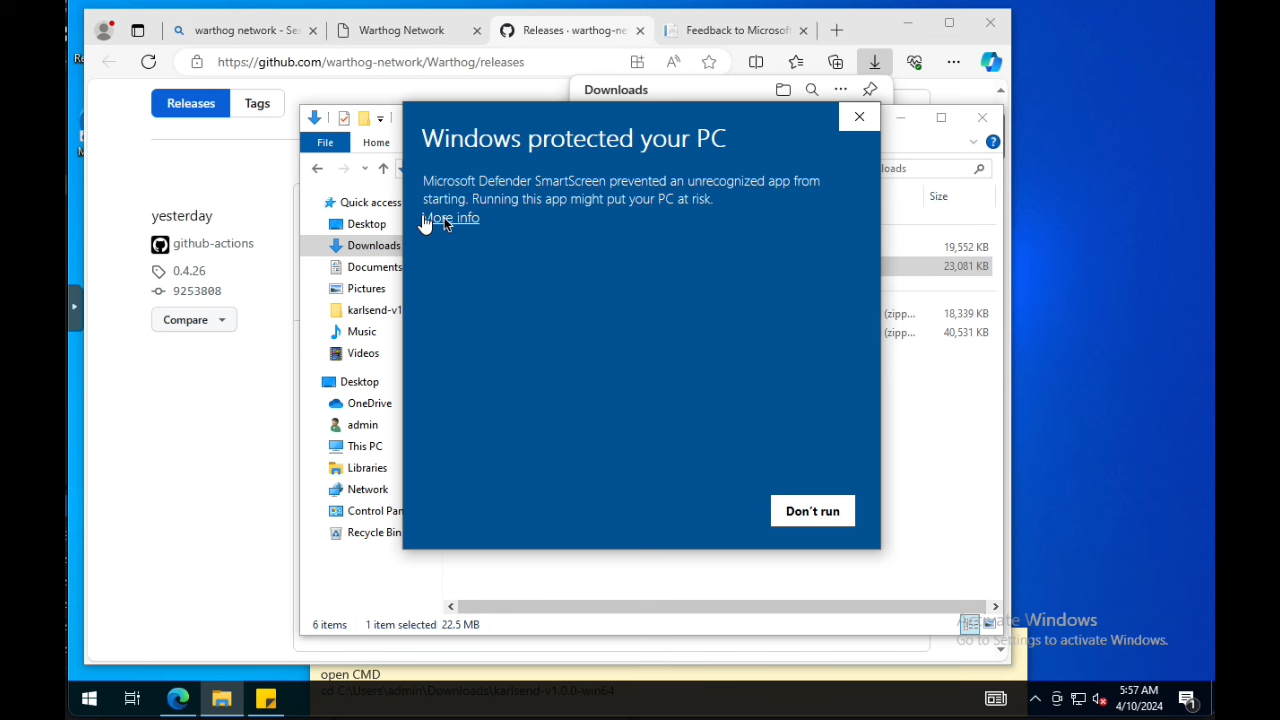 warthog network - Se
Warthog Network
Releases · warthog-ne
Feedback to Microsof
https://github.com/warthog-network/Warthog/releases
Downloads
Releases
Tags
File
Home
Windows protected your PC
Microsoft Defender SmartScreen prevented an unrecognized app from
starting. Running this app might put your PC at risk.
More info
Don't run
loads
Size
yesterday
github-actions
0.4.26
9253808
Compare
Quick access
Desktop
Downloads
Documents
Pictures
karlsend-v1
Music
Videos
Desktop
OneDrive
admin
This PC
Libraries
Network
Control Pan
Recycle Bin
19,552 KB
23,081 KB
(zipp... 18,339 KB
(zipp... 40,531 KB
6 items 1 item selected 22.5 MB
Activate Windows
Go to Settings to activate Windows.
open CMD
cd C:\Users\admin\Downloads\karlsend-v1.0.0-win64
5:57 AM
4/10/2024
1